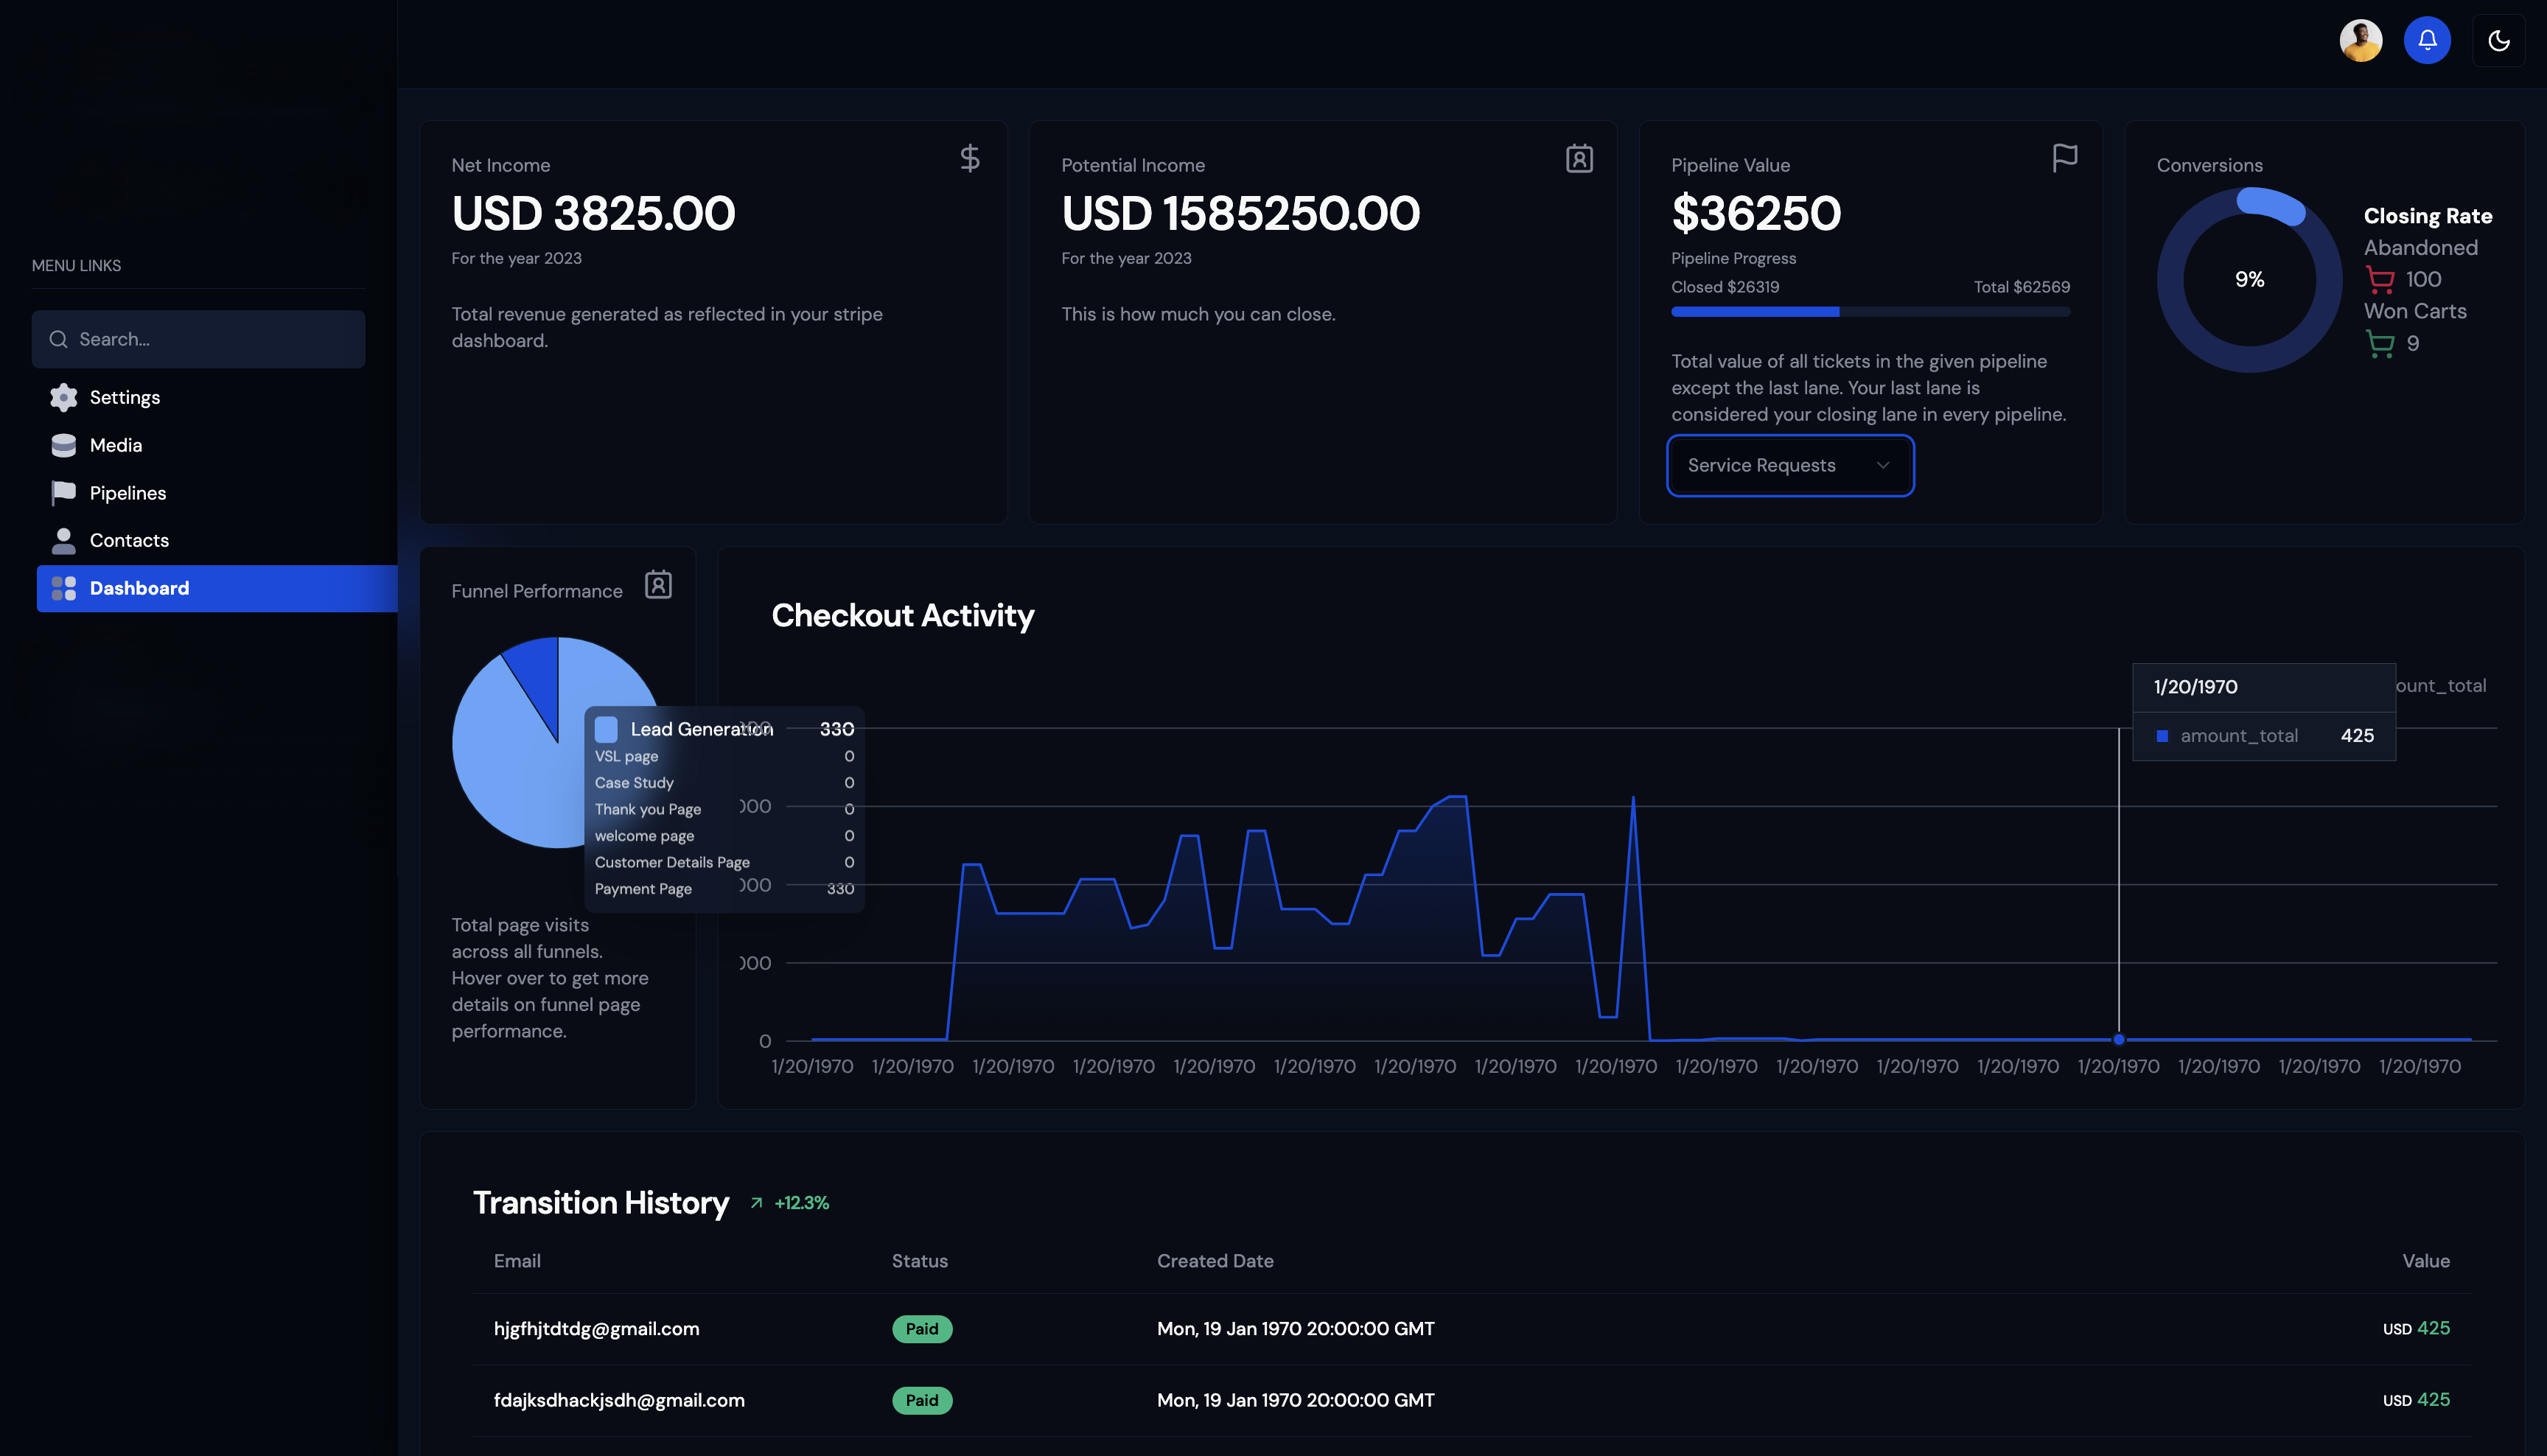 MENU LINKS
Search...
Settings
Media
Pipelines
Contacts
Dashboard
Net Income
USD 3825.00
For the year 2023
Total revenue generated as reflected in your stripe
dashboard.
Potential Income
USD 1585250.00
For the year 2023
This is how much you can close.
Pipeline Value
$36250
Pipeline Progress
Closed $26319
Total $62569
Total value of all tickets in the given pipeline
except the last lane. Your last lane is
considered your closing lane in every pipeline.
Service Requests
Conversions
9%
Closing Rate
Abandoned
100
Won Carts
9
Funnel Performance
Lead Generation 330
VSL page 0
Case Study 0
Thank you Page 0
welcome page 0
Customer Details Page 0
Payment Page 330
Total page visits
across all funnels.
Hover over to get more
details on funnel page
performance.
Checkout Activity
1/20/1970
amount_total 425
ount_total
000
000
000
0
1/20/1970 1/20/1970 1/20/1970 1/20/1970 1/20/1970 1/20/1970 1/20/1970 1/20/1970 1/20/1970 1/20/1970 1/20/1970 1/20/1970 1/20/1970 1/20/1970 1/20/1970 1/20/1970 1/20/1970
Transition History +12.3%
Email Status Created Date Value
hjgfhjtdtdg@gmail.com Paid Mon, 19 Jan 1970 20:00:00 GMT USD 425
fdajksdhackjsdh@gmail.com Paid Mon, 19 Jan 1970 20:00:00 GMT USD 425